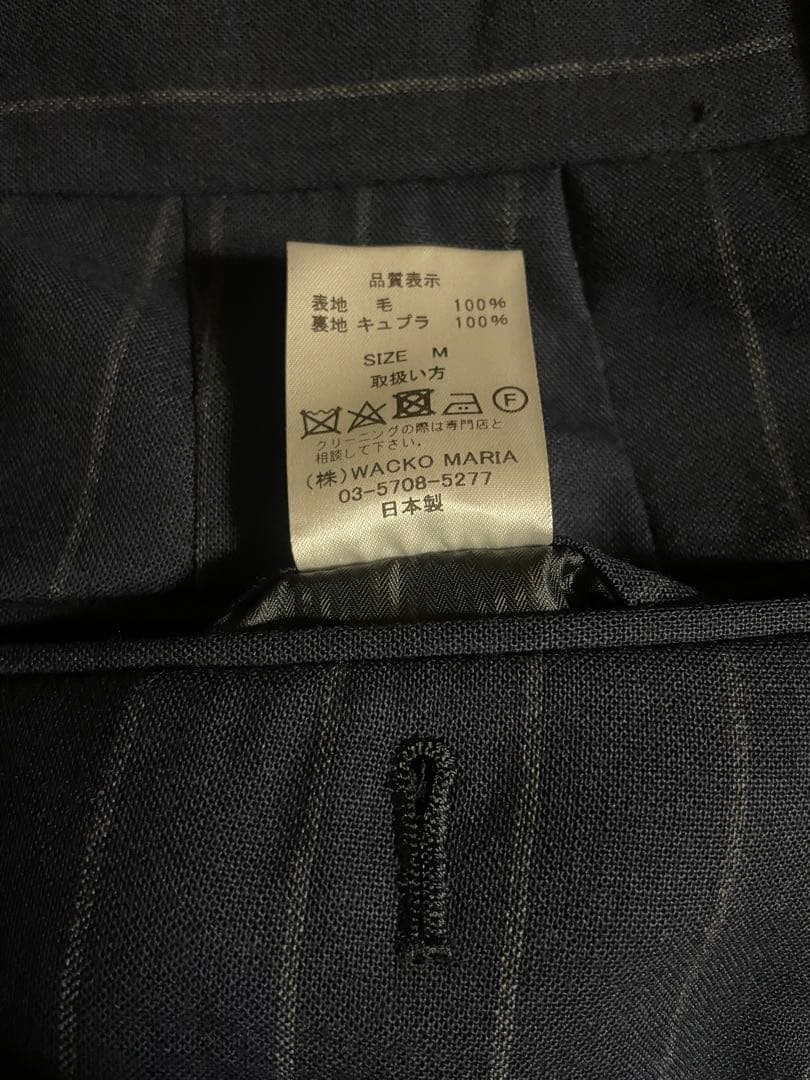 品質表示
表地 毛 100%
裏地 キュプラ 100%
SIZE M
取扱い方
F
クリーニングの際は専門店と
相談して下さい。
(株)WACKO MARIA
03-5708-5277
日本製